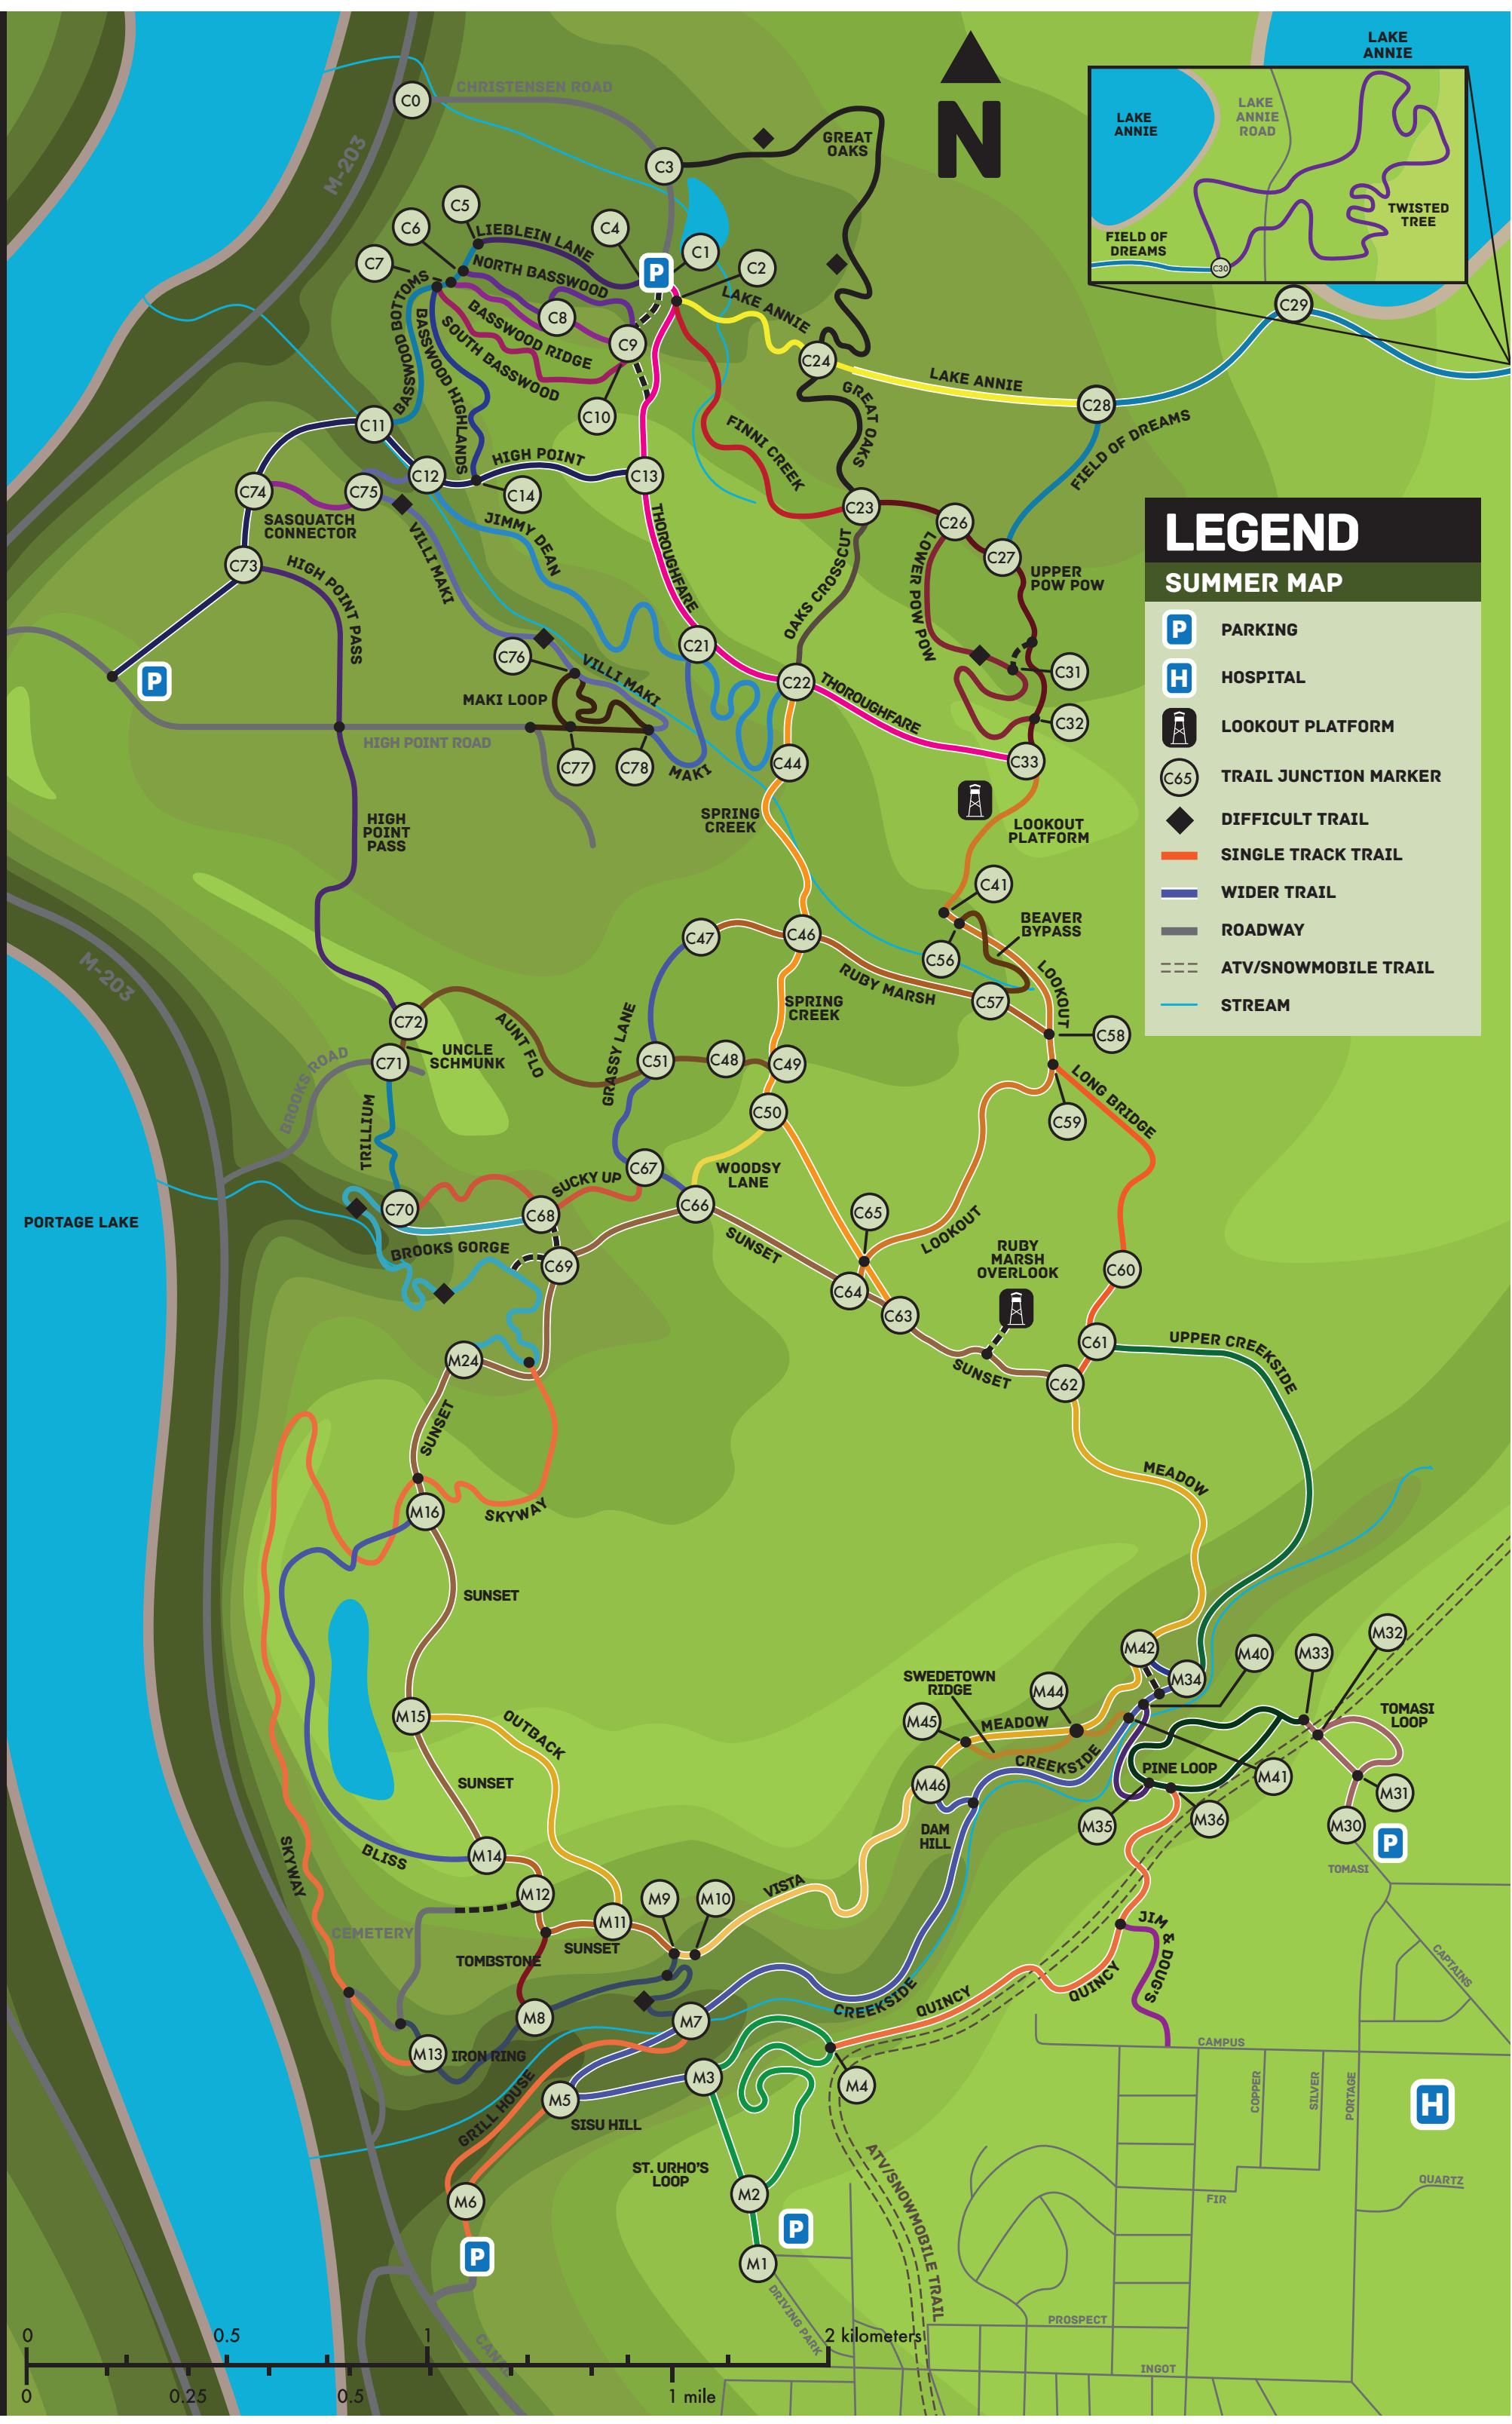 LAKE
ANNIE
C0
CHRISTENSEN ROAD
M-203
C3
GREAT
OAKS
N
LAKE
ANNIE
LAKE
ANNIE
ROAD
TWISTED
TREE
FIELD OF
DREAMS
C30
C5
C6
C4
C7
LIEBLEIN LANE
P
C1
C2
NORTH BASSWOOD
LAKE ANNIE
C29
BASSWOOD BOTTOMS
BASSWOOD HIGHLANDS
BASSWOOD RIDGE
SOUTH BASSWOOD
C8
C9
C10
C24
LAKE ANNIE
C28
GREAT OAKS
FINNI CREEK
FIELD OF DREAMS
C11
C12
HIGH POINT
C13
C14
C74
C75
SASQUATCH
CONNECTOR
JIMMY DEAN
VILLI MAKI
THOROUGHFARE
C23
C26
C27
OAKS CROSSCUT
LOWER POW POW
UPPER
POW POW
C73
HIGH POINT PASS
LEGEND
SUMMER MAP
P PARKING
H HOSPITAL
LOOKOUT PLATFORM
C65 TRAIL JUNCTION MARKER
DIFFICULT TRAIL
SINGLE TRACK TRAIL
WIDER TRAIL
ROADWAY
ATV/SNOWMOBILE TRAIL
STREAM
P
C76
VILLI MAKI
C21
C22
C31
C32
MAKI LOOP
THOROUGHFARE
HIGH POINT ROAD
C77
C78
MAKI
C44
C33
SPRING
CREEK
LOOKOUT
PLATFORM
HIGH
POINT
PASS
C41
BEAVER
BYPASS
C47
C46
C56
RUBY MARSH
LOOKOUT
C57
C58
M-203
SPRING
CREEK
C72
AUNT FLO
UNCLE
SCHMUNK
C71
BROOKS ROAD
GRASSY LANE
C51
C48
C49
C50
LONG BRIDGE
C59
TRILLIUM
C67
WOODSY
LANE
SUCKY UP
C70
C68
C66
C65
PORTAGE LAKE
BROOKS GORGE
SUNSET
LOOKOUT
RUBY
MARSH
OVERLOOK
C69
C60
C64
C63
C61
UPPER CREEKSIDE
M24
SUNSET
C62
SUNSET
MEADOW
M16
SKYWAY
SUNSET
M15
OUTBACK
SWEDETOWN
RIDGE
M42
M34
M40
M33
M32
M44
M45
MEADOW
TOMASI
LOOP
CREEKSIDE
PINE LOOP
M41
SUNSET
M46
M31
M35
M36
M30
P
DAM
HILL
TOMASI
SKYWAY
BLISS
M14
M12
M9
M10
VISTA
M11
CEMETERY
SUNSET
TOMBSTONE
JIM & DOUG'S
CAPTAINS
QUINCY
QUINCY
CREEKSIDE
M8
M7
M13
IRON RING
CAMPUS
M3
M4
M5
GRILL HOUSE
SISU HILL
COPPER
SILVER
PORTAGE
H
ST. URHO'S
LOOP
M2
M6
P
P
M1
ATV/SNOWMOBILE TRAIL
FIR
QUARTZ
DRIVING PARK
PROSPECT
INGOT
CANAL
0
0.5
1
2 kilometers
0
0.25
0.5
1 mile